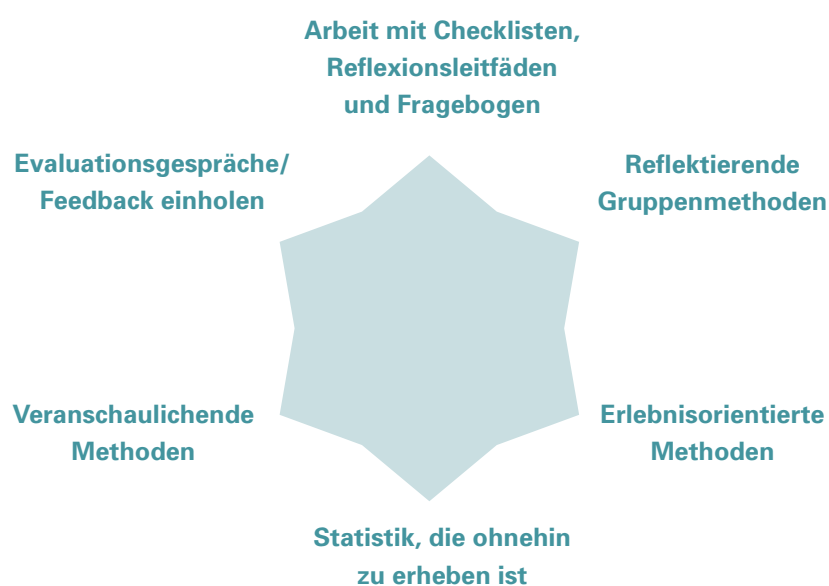 Arbeit mit Checklisten,
Reflexionsleitfäden
und Fragebogen
Evaluationsgespräche/
Feedback einholen
Reflektierende
Gruppenmethoden
Veranschaulichende
Methoden
Erlebnisorientierte
Methoden
Statistik, die ohnehin
zu erheben ist